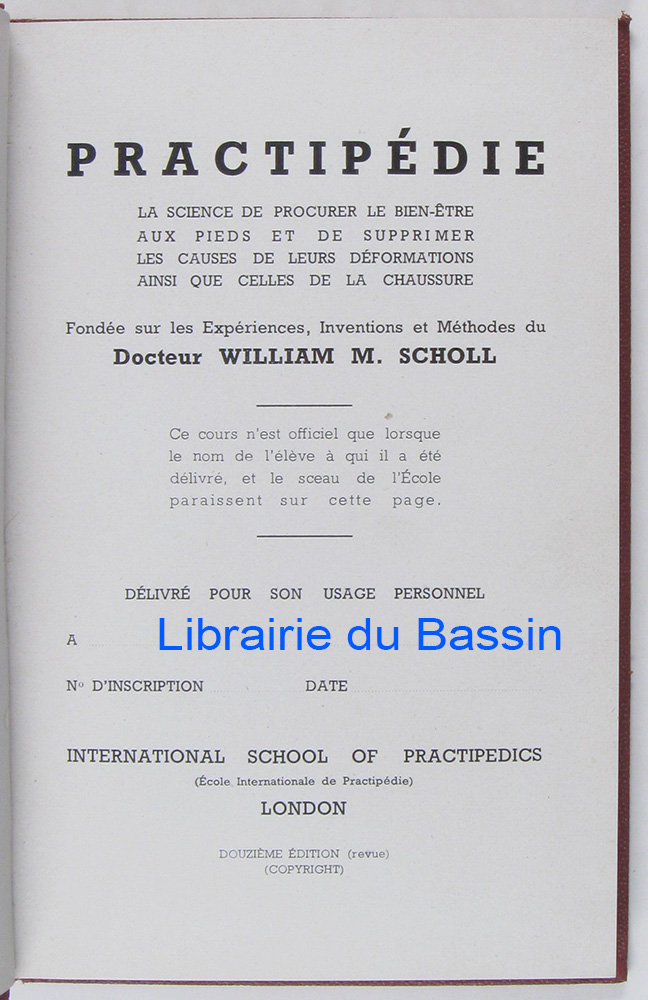 PRACTIPÉDIE
LA SCIENCE DE PROCURER LE BIEN-ÊTRE
AUX PIEDS ET DE SUPPRIMER
LES CAUSES DE LEURS DÉFORMATIONS
AINSI QUE CELLES DE LA CHAUSSURE
Fondée sur les Expériences, Inventions et Méthodes du
Docteur WILLIAM M. SCHOLL
Ce cours n'est officiel que lorsque
le nom de l'élève à qui il a été
délivré, et le sceau de l'École
paraissent sur cette page.
DÉLIVRÉ POUR SON USAGE PERSONNEL
A Librairie du Bassin
Nº D'INSCRIPTION DATE
INTERNATIONAL SCHOOL OF PRACTIPEDICS
(École Internationale de Practipédie)
LONDON
DOUZIÈME ÉDITION (revue)
(COPYRIGHT)